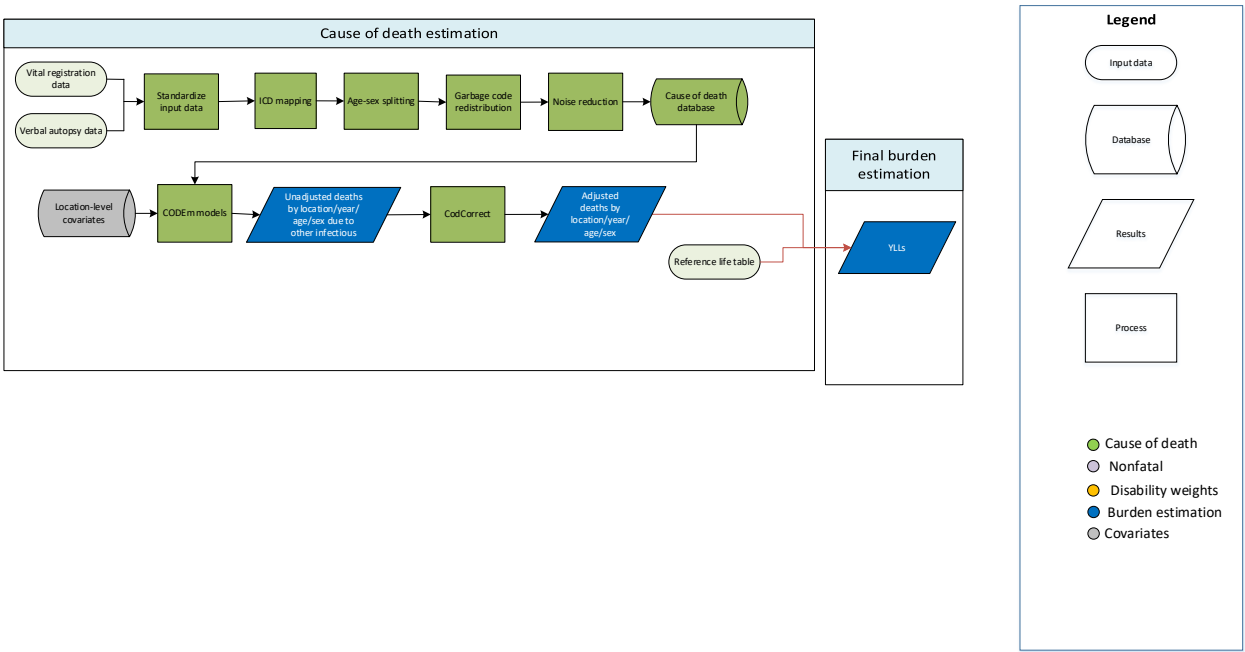 Cause of death estimation
Vital registration
data
Verbal autopsy data
Standardize
input data
ICD mapping
Age-sex splitting
Garbage code
redistribution
Noise reduction
Cause of death
database
Location-level
covariates
CODEm models
Unadjusted deaths
by location/year/
age/sex due to
other infectious
CodCorrect
Adjusted
deaths by
location/year/
age/sex
Reference life table
Final burden
estimation
YLLs
Legend
Input data
Database
Results
Process
Cause of death
Nonfatal
Disability weights
Burden estimation
Covariates